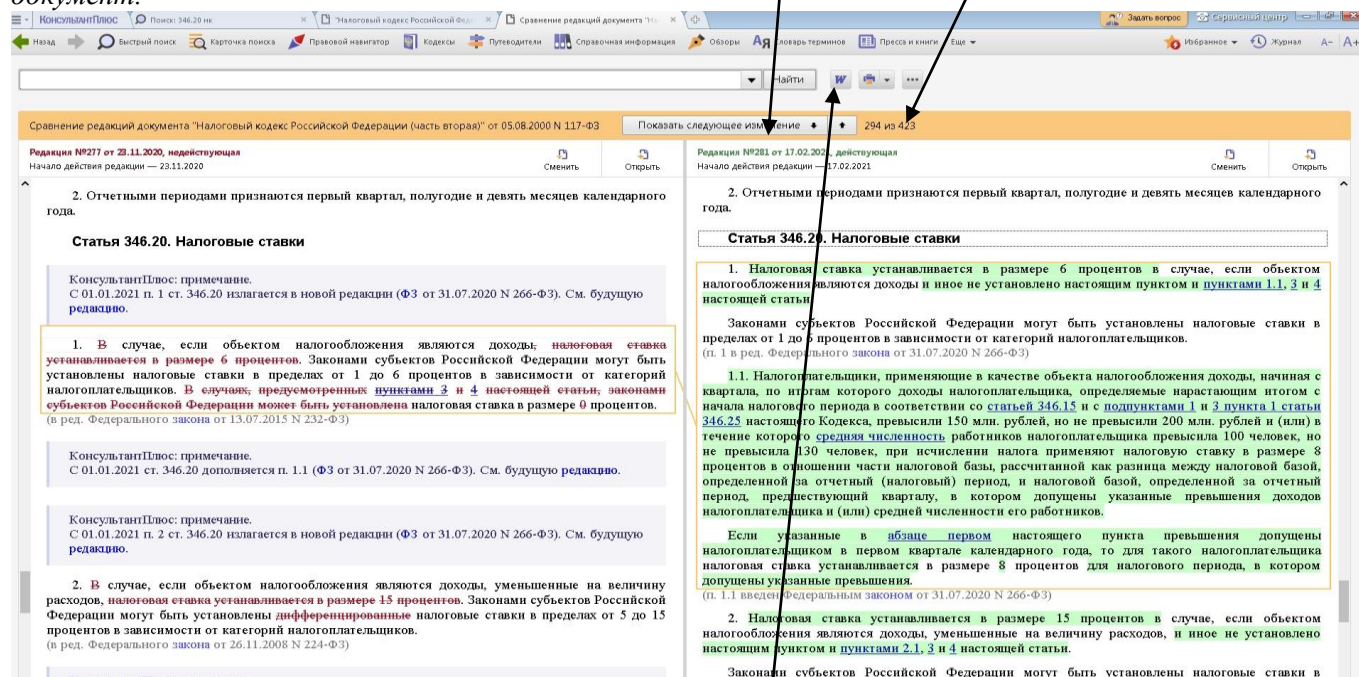 документ.
КонсультантПлюс Поиск: 346.20 нк × "Налоговый кодекс Российской Феде × Сравнение редакций документа "На × Задать вопрос Сервисный центр
Назад Быстрый поиск Карточка поиска Правовой навигатор Кодексы Путеводители Справочная информация Обзоры Словарь терминов Пресса и книги Еще Избранное Журнал А- А+
Найти W ...
Сравнение редакций документа "Налоговый кодекс Российской Федерации (часть вторая)" от 05.08.2000 N 117-ФЗ Показать следующее изменение 294 из 423
Редакция №277 от 23.11.2020, недействующая
Начало действия редакции — 23.11.2020 Сменить Открыть
2. Отчетными периодами признаются первый квартал, полугодие и девять месяцев календарного
года.
Статья 346.20. Налоговые ставки
КонсультантПлюс: примечание.
С 01.01.2021 п. 1 ст. 346.20 излагается в новой редакции (ФЗ от 31.07.2020 N 266-ФЗ). См. будущую
редакцию.
1. В случае, если объектом налогообложения являются доходы, налоговая ставка
устанавливается в размере 6 процентов. Законами субъектов Российской Федерации могут быть
установлены налоговые ставки в пределах от 1 до 6 процентов в зависимости от категорий
налогоплательщиков. В случаях, предусмотренных пунктами 3 и 4 настоящей статьи, законами
субъектов Российской Федерации может быть установлена налоговая ставка в размере 0 процентов.
(в ред. Федерального закона от 13.07.2015 N 232-ФЗ)
КонсультантПлюс: примечание.
С 01.01.2021 ст. 346.20 дополняется п. 1.1 (ФЗ от 31.07.2020 N 266-ФЗ). См. будущую редакцию.
КонсультантПлюс: примечание.
С 01.01.2021 п. 2 ст. 346.20 излагается в новой редакции (ФЗ от 31.07.2020 N 266-ФЗ). См. будущую
редакцию.
2. В случае, если объектом налогообложения являются доходы, уменьшенные на величину
расходов, налоговая ставка устанавливается в размере 15 процентов. Законами субъектов Российской
Федерации могут быть установлены дифференцированные налоговые ставки в пределах от 5 до 15
процентов в зависимости от категорий налогоплательщиков.
(в ред. Федерального закона от 26.11.2008 N 224-ФЗ)
Редакция №281 от 17.02.2021, действующая
Начало действия редакции — 17.02.2021 Сменить Открыть
2. Отчетными периодами признаются первый квартал, полугодие и девять месяцев календарного
года.
Статья 346.20. Налоговые ставки
1. Налоговая ставка устанавливается в размере 6 процентов в случае, если объектом
налогообложения являются доходы и иное не установлено настоящим пунктом и пунктами 1.1, 3 и 4
настоящей статьи.
Законами субъектов Российской Федерации могут быть установлены налоговые ставки в
пределах от 1 до 6 процентов в зависимости от категорий налогоплательщиков.
(п. 1 в ред. Федерального закона от 31.07.2020 N 266-ФЗ)
1.1. Налогоплательщики, применяющие в качестве объекта налогообложения доходы, начиная с
квартала, по итогам которого доходы налогоплательщика, определяемые нарастающим итогом с
начала налогового периода в соответствии со статьей 346.15 и с подпунктами 1 и 3 пункта 1 статьи
346.25 настоящего Кодекса, превысили 150 млн. рублей, но не превысили 200 млн. рублей и (или) в
течение которого средняя численность работников налогоплательщика превысила 100 человек, но
не превысила 130 человек, при исчислении налога применяют налоговую ставку в размере 8
процентов в отношении части налоговой базы, рассчитанной как разница между налоговой базой,
определенной за отчетный (налоговый) период, и налоговой базой, определенной за отчетный
период, предшествующий кварталу, в котором допущены указанные превышения доходов
налогоплательщика и (или) средней численности его работников.
Если указанные в абзаце первом настоящего пункта превышения допущены
налогоплательщиком в первом квартале календарного года, то для такого налогоплательщика
налоговая ставка устанавливается в размере 8 процентов для налогового периода, в котором
допущены указанные превышения.
(п. 1.1 введен Федеральным законом от 31.07.2020 N 266-ФЗ)
2. Налоговая ставка устанавливается в размере 15 процентов в случае, если объектом
налогообложения являются доходы, уменьшенные на величину расходов, и иное не установлено
настоящим пунктом и пунктами 2.1, 3 и 4 настоящей статьи.
Законами субъектов Российской Федерации могут быть установлены налоговые ставки в